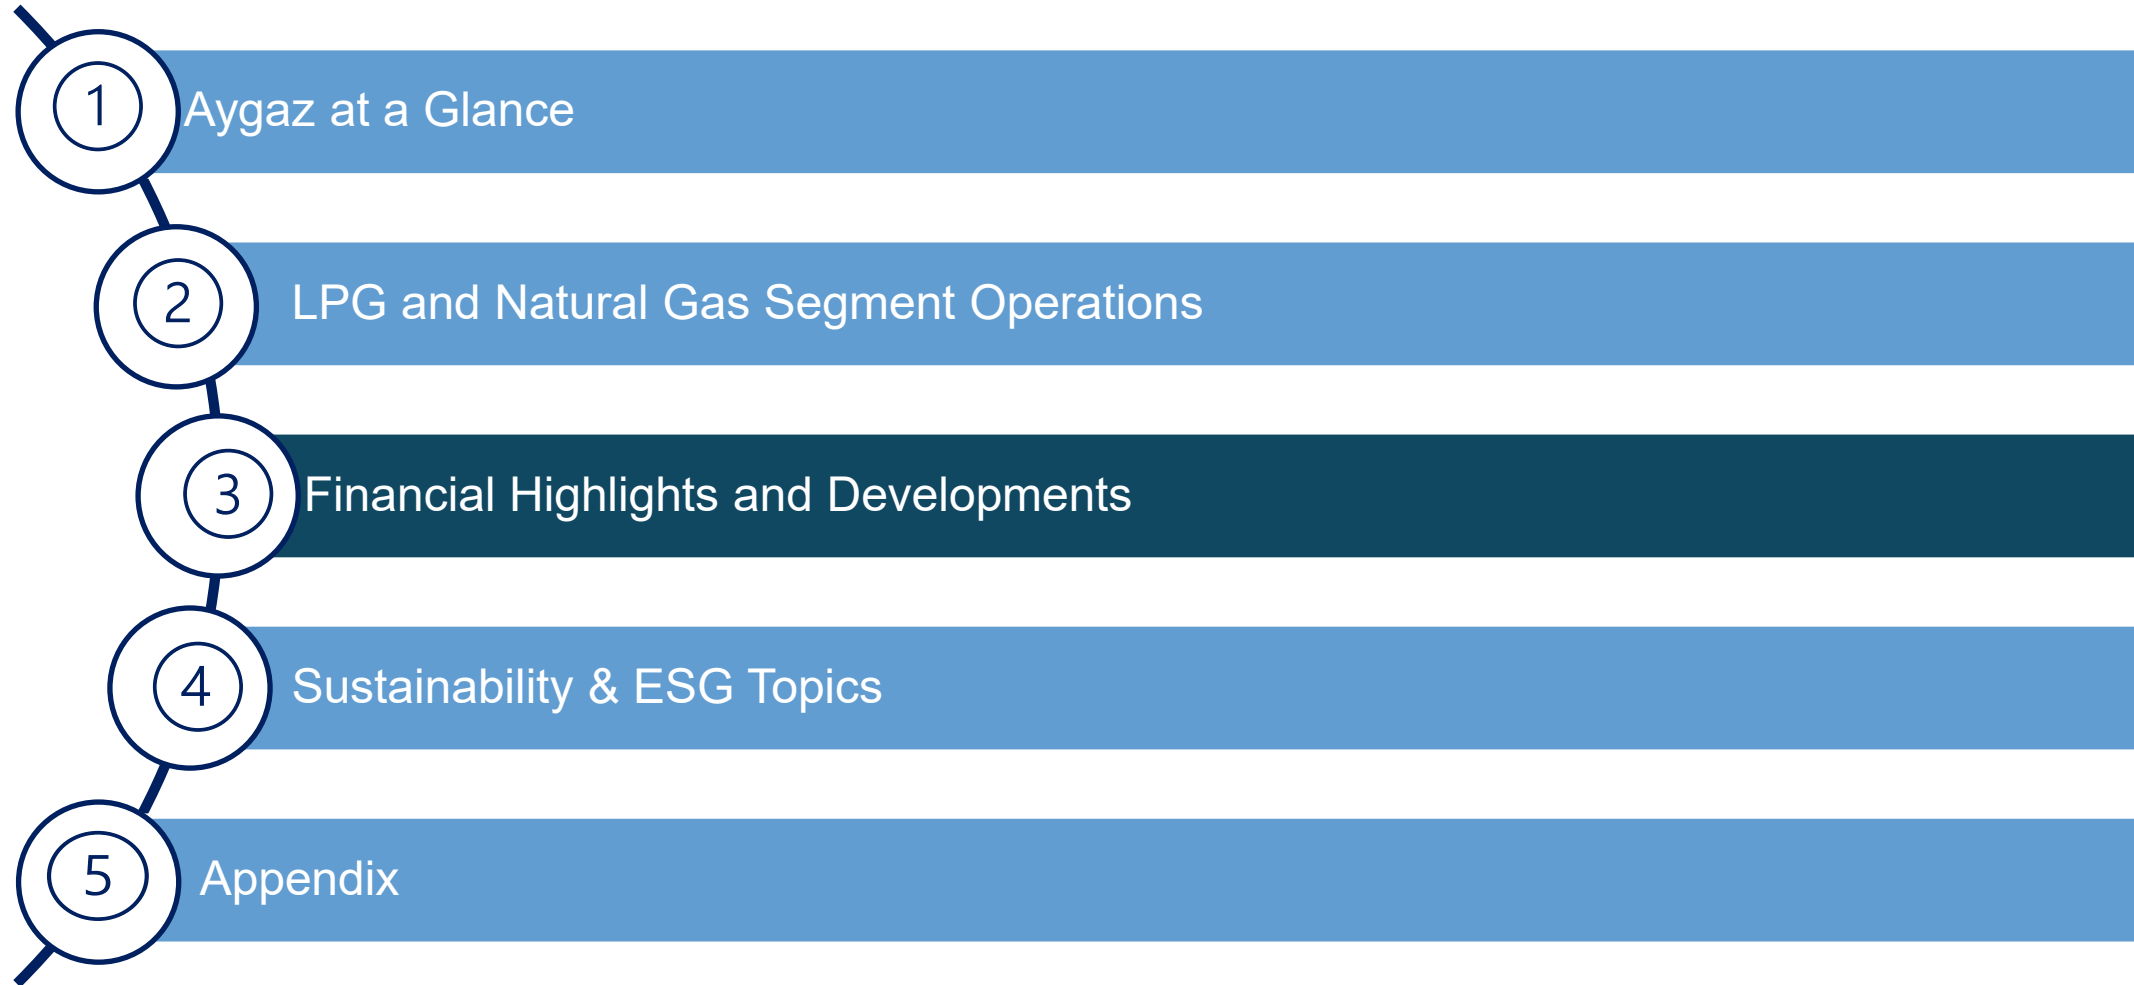 1 Aygaz at a Glance
2 LPG and Natural Gas Segment Operations
3 Financial Highlights and Developments
4 Sustainability & ESG Topics
5 Appendix